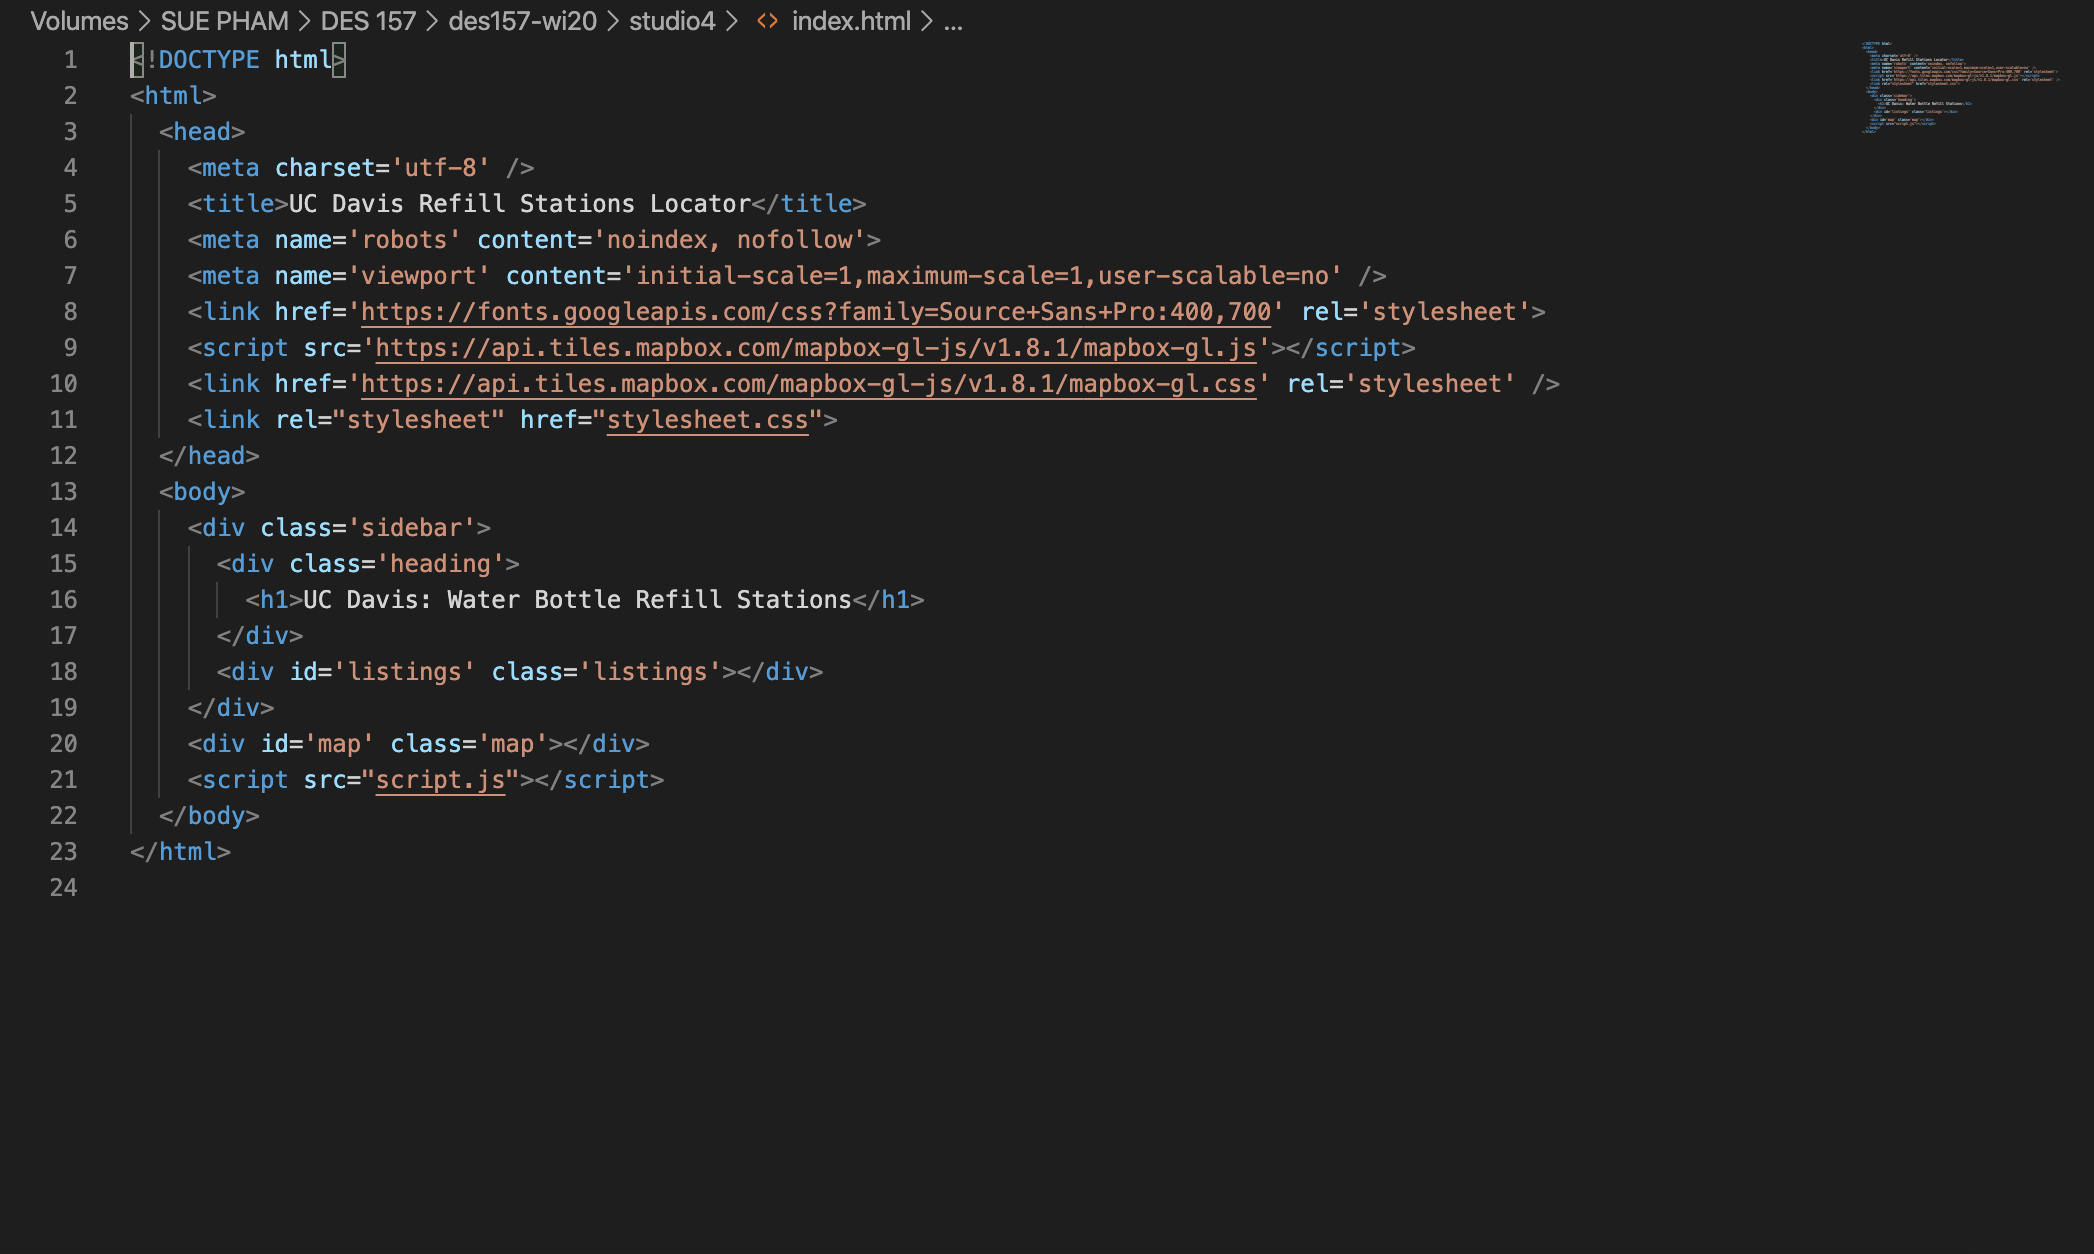 Volumes > SUE PHAM > DES 157 > des157-wi20 > studio4 > <> index.html > ...
1 <!DOCTYPE html>
2 <html>
3   <head>
4     <meta charset='utf-8' />
5     <title>UC Davis Refill Stations Locator</title>
6     <meta name='robots' content='noindex, nofollow'>
7     <meta name='viewport' content='initial-scale=1,maximum-scale=1,user-scalable=no' />
8     <link href='https://fonts.googleapis.com/css?family=Source+Sans+Pro:400,700' rel='stylesheet'>
9     <script src='https://api.tiles.mapbox.com/mapbox-gl-js/v1.8.1/mapbox-gl.js'></script>
10     <link href='https://api.tiles.mapbox.com/mapbox-gl-js/v1.8.1/mapbox-gl.css' rel='stylesheet' />
11     <link rel="stylesheet" href="stylesheet.css">
12   </head>
13   <body>
14     <div class='sidebar'>
15       <div class='heading'>
16         <h1>UC Davis: Water Bottle Refill Stations</h1>
17       </div>
18       <div id='listings' class='listings'></div>
19     </div>
20     <div id='map' class='map'></div>
21     <script src="script.js"></script>
22   </body>
23 </html>
24